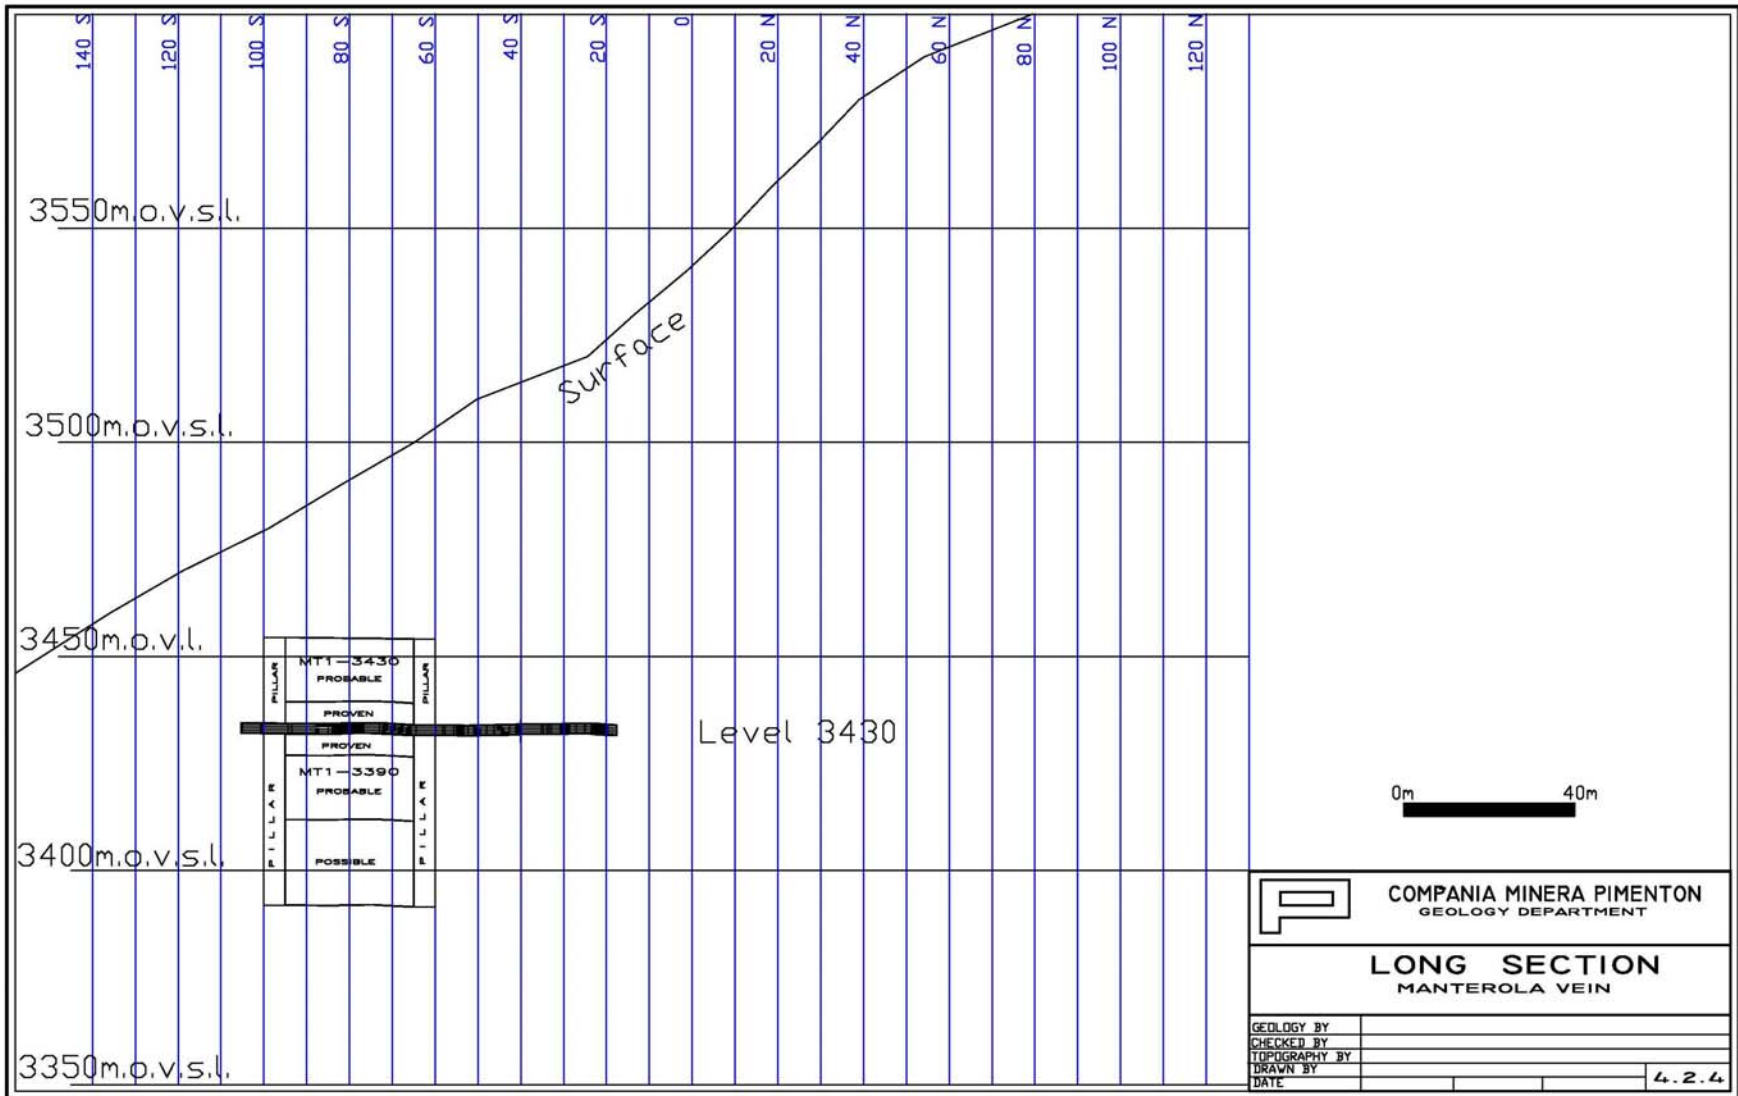 140 S
120 S
100 S
80 S
60 S
40 S
20 S
0
20 N
40 N
60 N
80 N
100 N
120 N
3550m.o.v.s.l.
Surface
3500m.o.v.s.l.
3450m.o.v.l.
PILLAR
MT1-3430
PROBABLE
PILLAR
PROVEN
Level 3430
PROVEN
MT1-3390
PROBABLE
PILLAR
PILLAR
POSSIBLE
0m 40m
3400m.o.v.s.l.
COMPANIA MINERA PIMENTON
GEOLOGY DEPARTMENT
LONG SECTION
MANTEROLA VEIN
GEOLOGY BY
CHECKED BY
TOPOGRAPHY BY
DRAWN BY
DATE
4.2.4
3350m.o.v.s.l.